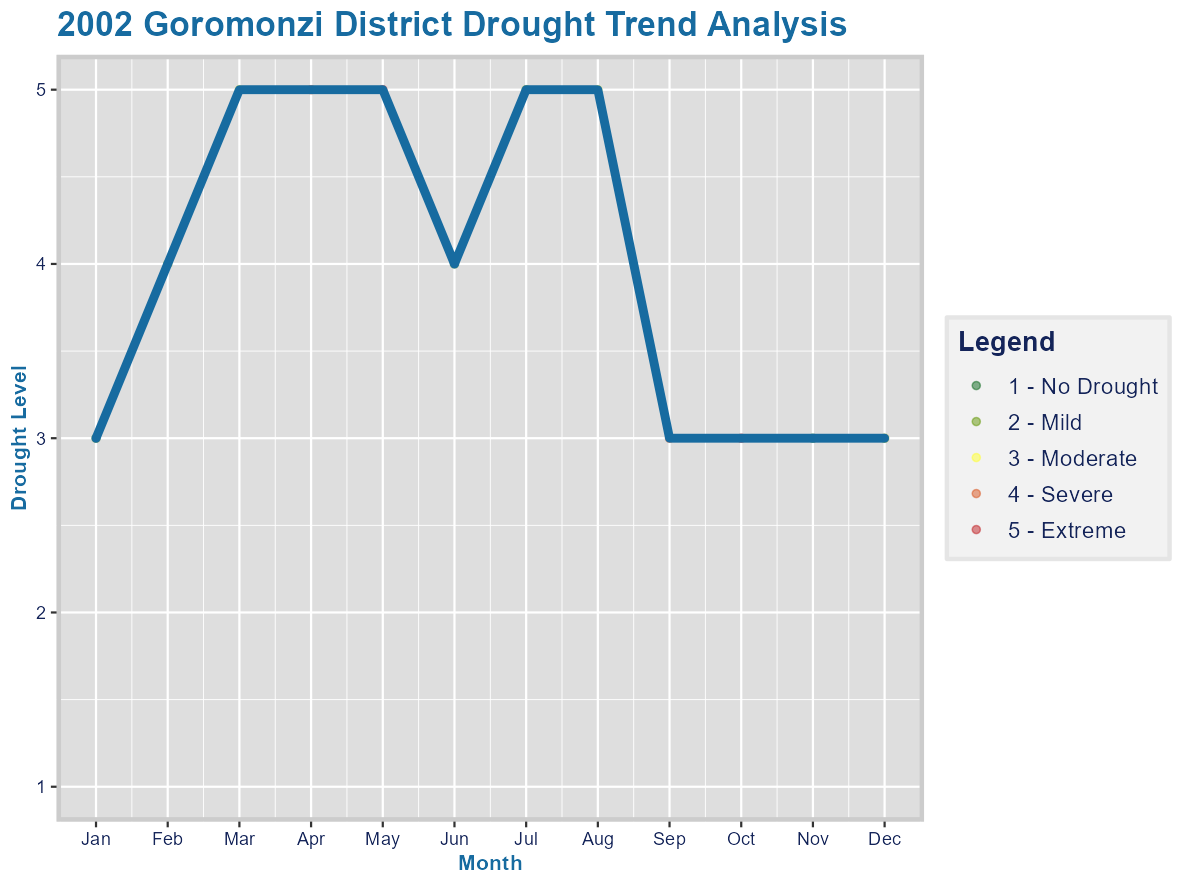 2002 Goromonzi District Drought Trend Analysis
Drought Level
5
4
3
2
1
Jan Feb Mar Apr May Jun Jul Aug Sep Oct Nov Dec
Month
Legend
1 - No Drought
2 - Mild
3 - Moderate
4 - Severe
5 - Extreme